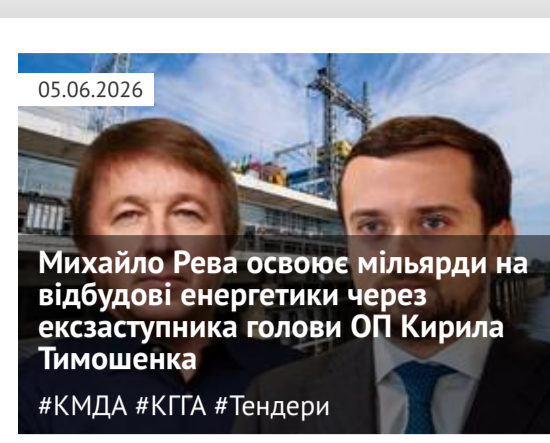 05.06.2026
Михайло Рева освоює мільярди на
відбудові енергетики через
ексзаступника голови ОП Кирила
Тимошенка
#КМДА #КГГА #Тендери